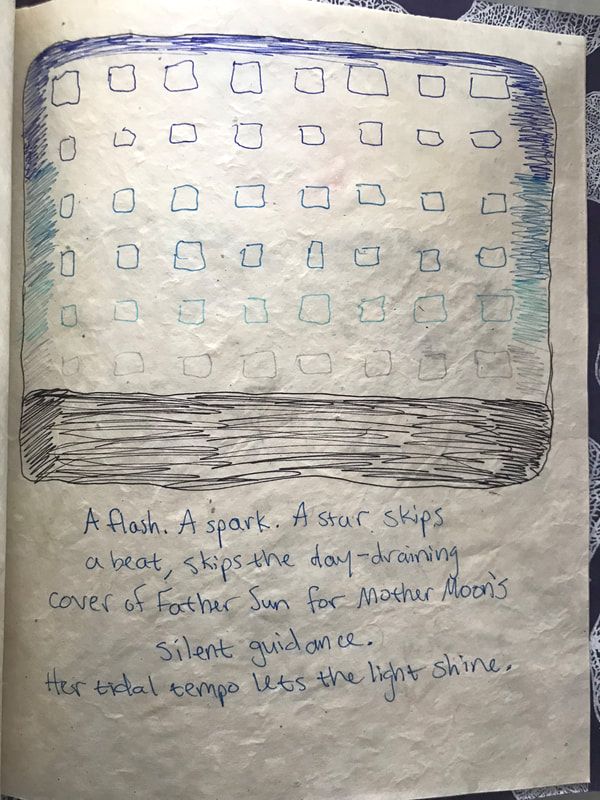 A flash. A spark. A star skips
a beat, skips the day-draining
cover of Father Sun for Mother Moon's
silent guidance.
Her tidal tempo lets the light shine.